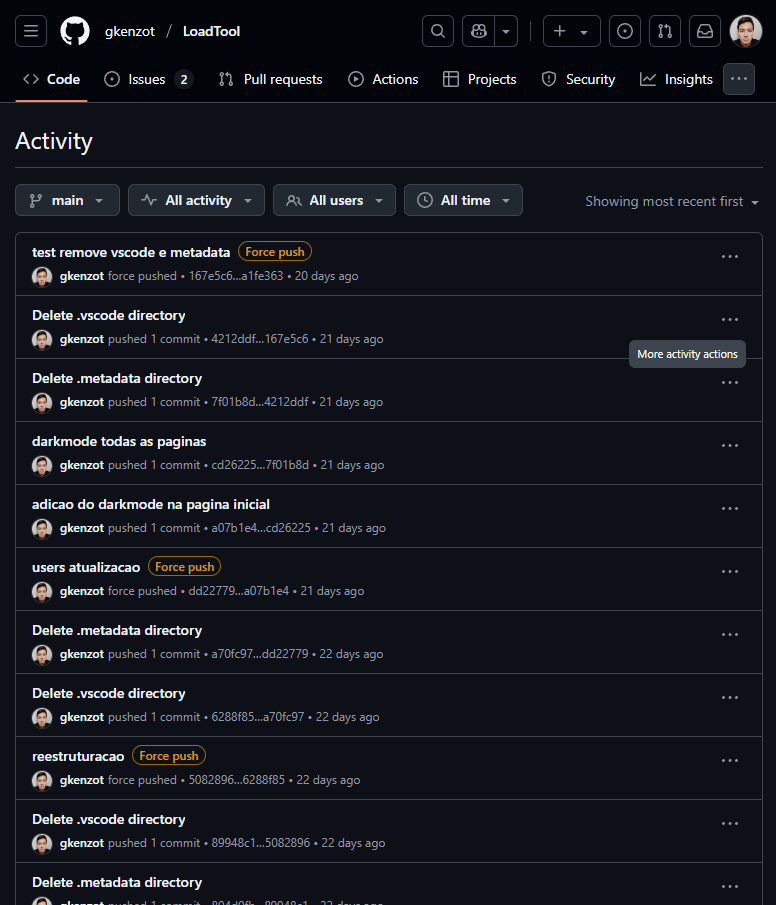 gkenzot / LoadTool
Code Issues 2 Pull requests Actions Projects Security Insights
Activity
main All activity All users All time Showing most recent first
test remove vscode e metadata Force push
gkenzot force pushed • 167e5c6...a1fe363 • 20 days ago
Delete .vscode directory
gkenzot pushed 1 commit • 4212ddf...167e5c6 • 21 days ago
More activity actions
Delete .metadata directory
gkenzot pushed 1 commit • 7f01b8d...4212ddf • 21 days ago
darkmode todas as paginas
gkenzot pushed 1 commit • cd26225...7f01b8d • 21 days ago
adicao do darkmode na pagina inicial
gkenzot pushed 1 commit • a07b1e4...cd26225 • 21 days ago
users atualizacao Force push
gkenzot force pushed • dd22779...a07b1e4 • 21 days ago
Delete .metadata directory
gkenzot pushed 1 commit • a70fc97...dd22779 • 22 days ago
Delete .vscode directory
gkenzot pushed 1 commit • 6288f85...a70fc97 • 22 days ago
reestruturacao Force push
gkenzot force pushed • 5082896...6288f85 • 22 days ago
Delete .vscode directory
gkenzot pushed 1 commit • 89948c1...5082896 • 22 days ago
Delete .metadata directory
gkenzot pushed 1 commit